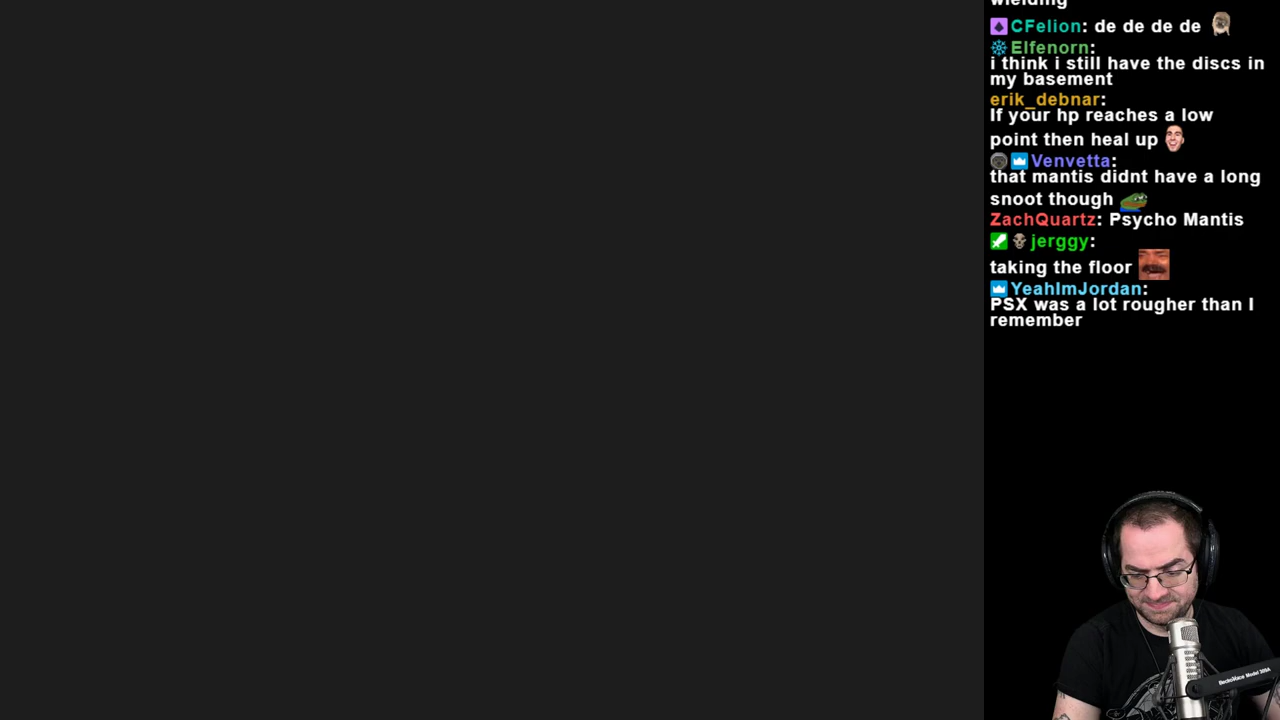 wielding
CFelion: de de de de
Elfenorn:
i think i still have the discs in
my basement
erik_debnar:
If your hp reaches a low
point then heal up
Venvetta:
that mantis didnt have a long
snoot though
ZachQuartz: Psycho Mantis
jerggy:
taking the floor
YeahImJordan:
PSX was a lot rougher than I
remember